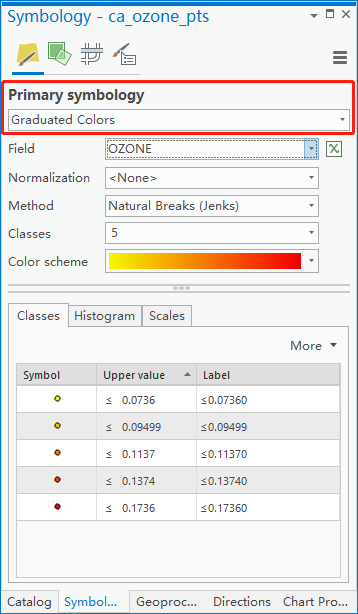 Symbology - ca_ozone_pts
Primary symbology
Graduated Colors
Field OZONE
Normalization <None>
Method Natural Breaks (Jenks)
Classes 5
Color scheme
Classes Histogram Scales
More
Symbol Upper value Label
≤ 0.0736 ≤0.07360
≤ 0.09499 ≤0.09499
≤ 0.1137 ≤0.11370
≤ 0.1374 ≤0.13740
≤ 0.1736 ≤0.17360
Catalog Symbol... Geoproc... Directions Chart Pro...